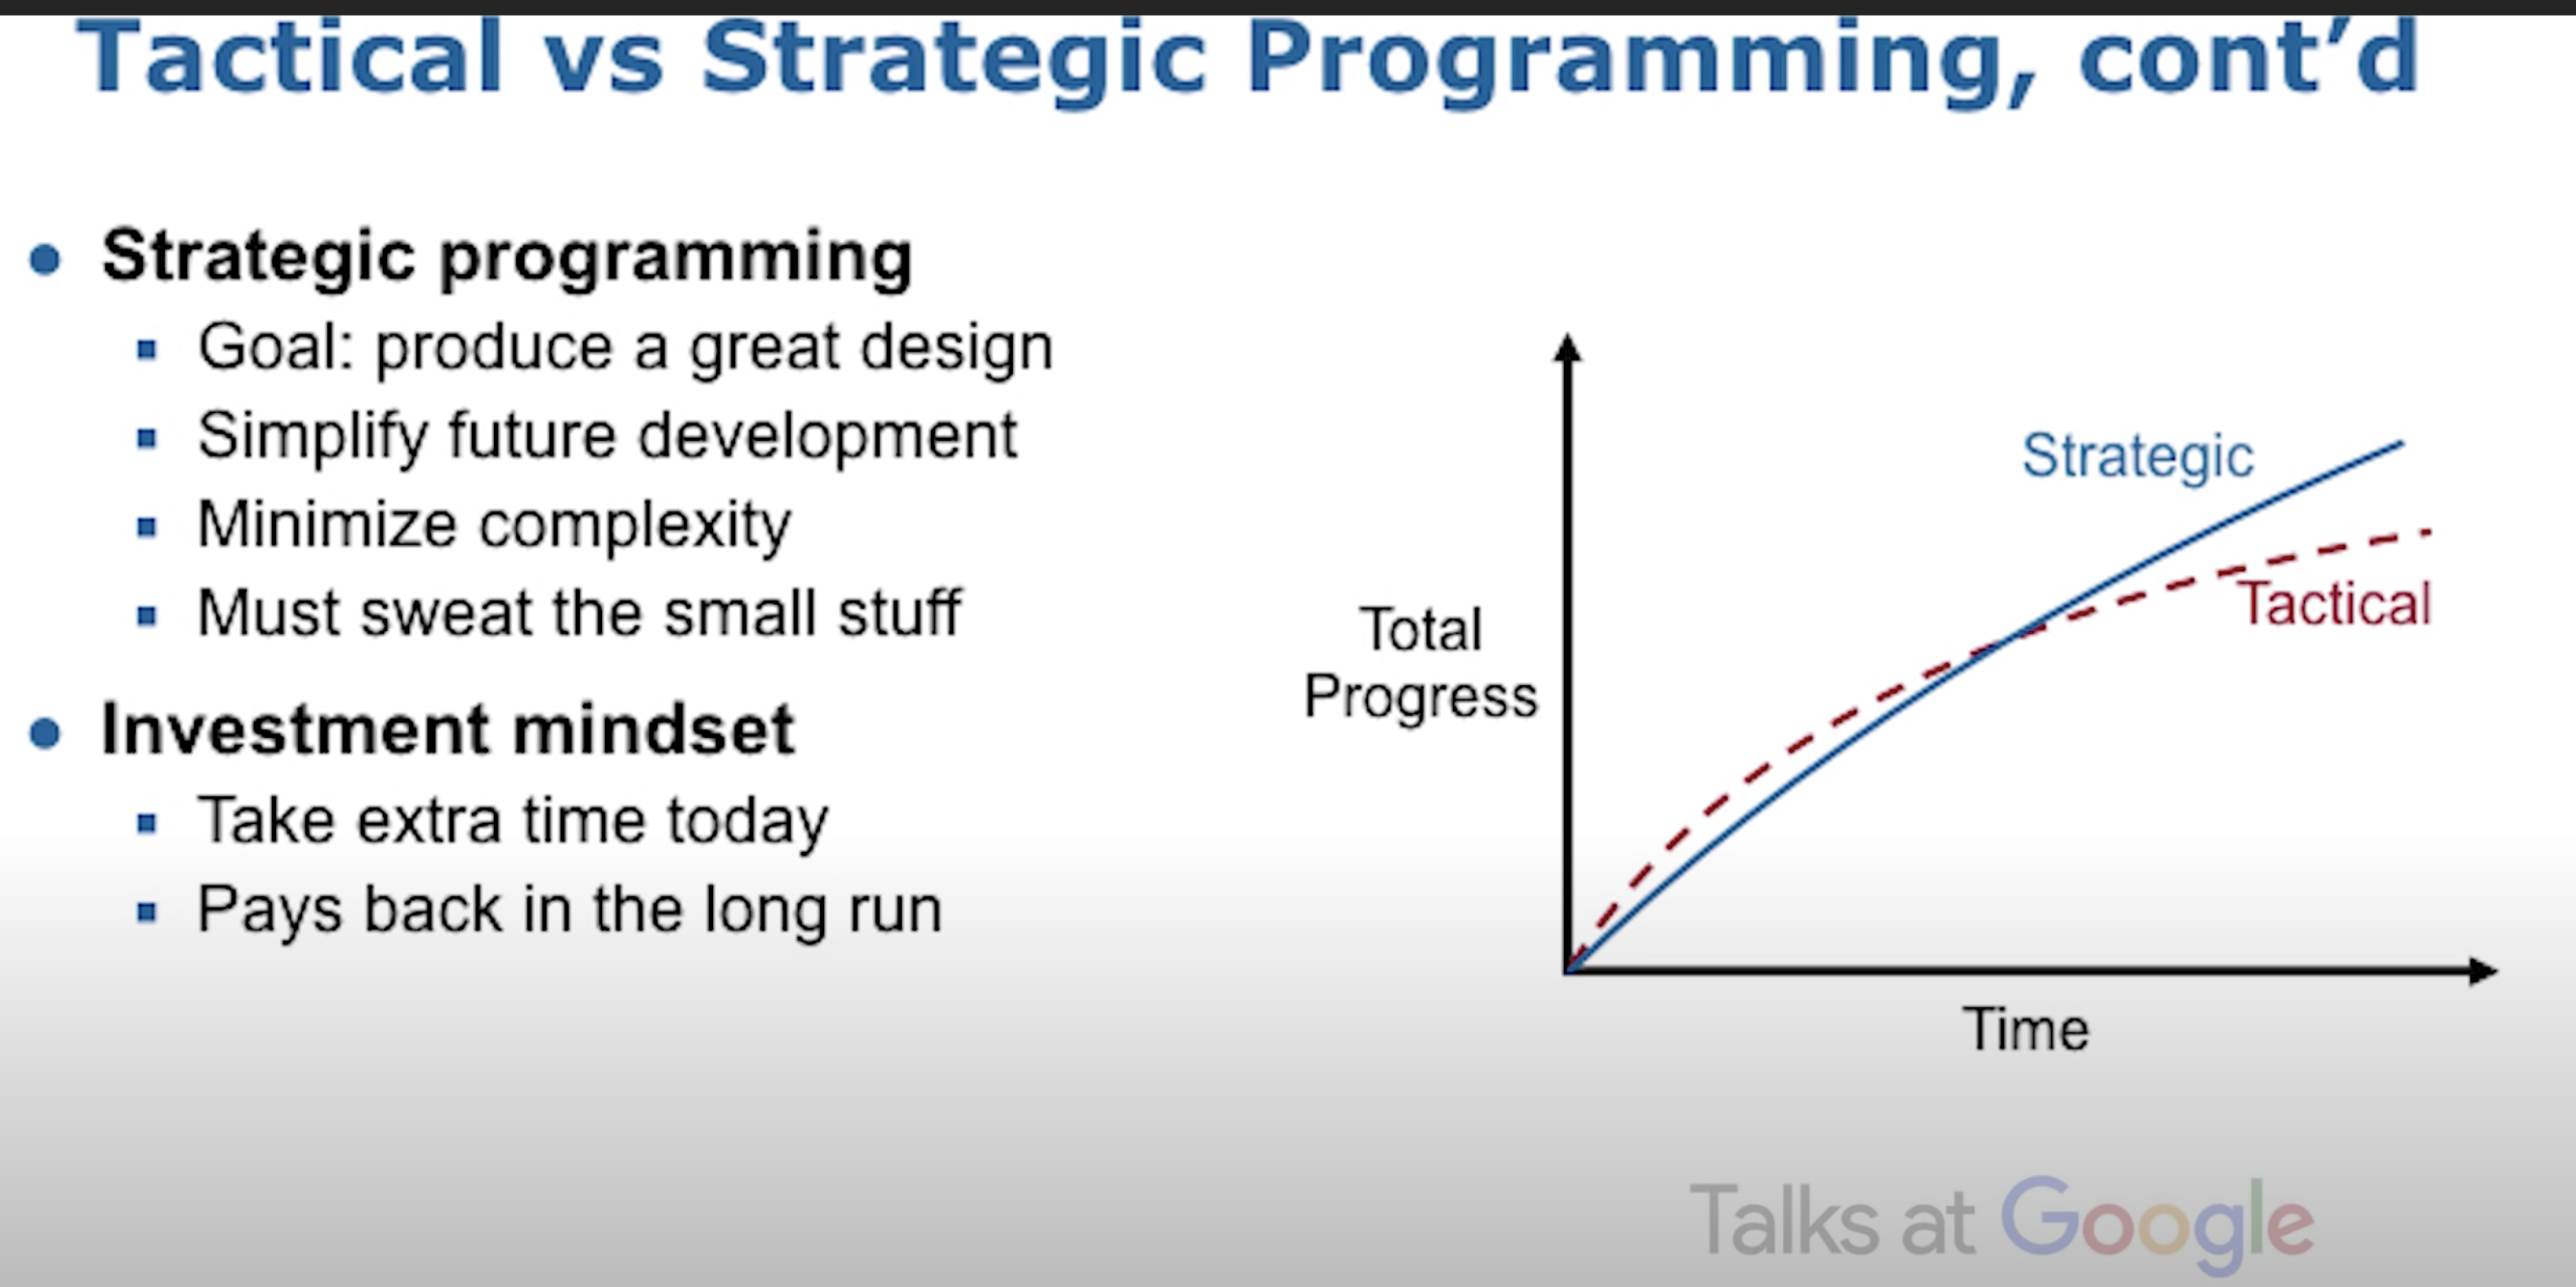 Tactical vs Strategic Programming, cont’d
Strategic programming
Goal: produce a great design
Simplify future development
Minimize complexity
Must sweat the small stuff
Investment mindset
Take extra time today
Pays back in the long run
Strategic
Tactical
Total
Progress
Time
Talks at Google